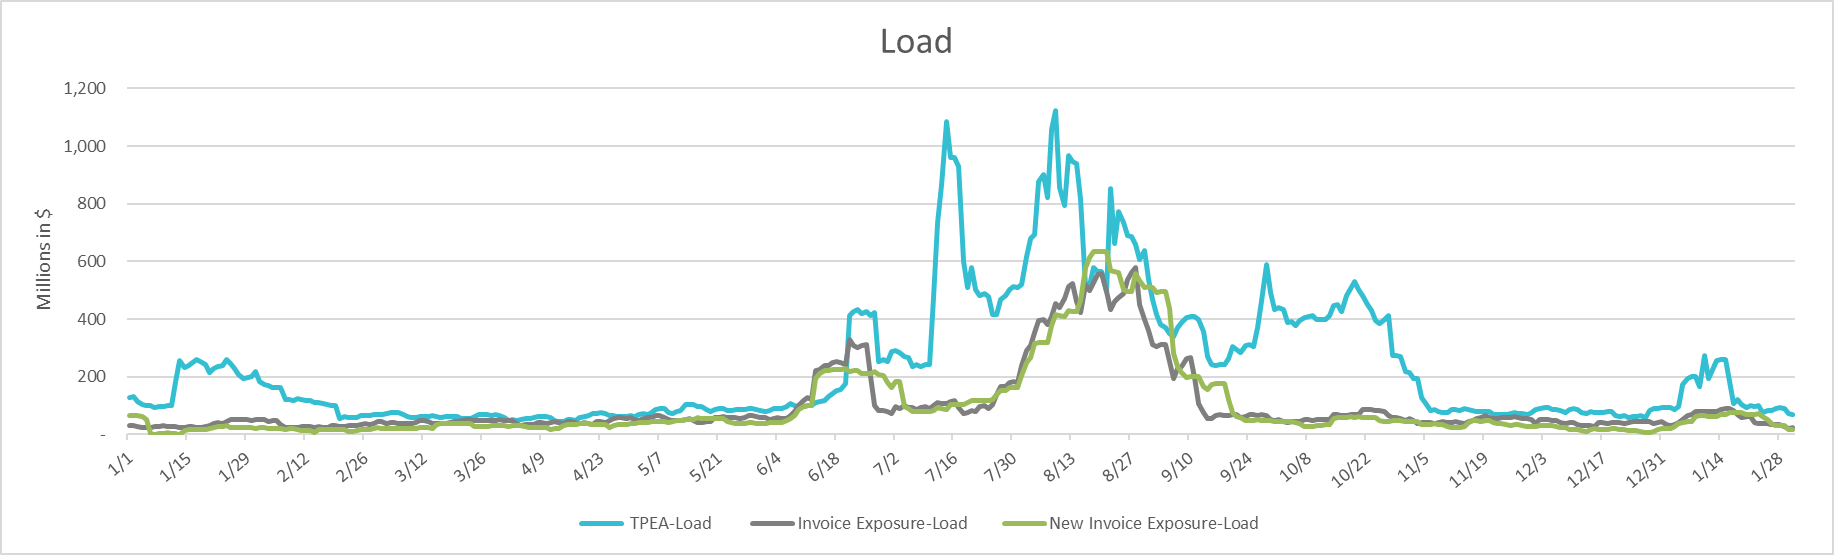 Load
Millions in $
1,200
1,000
800
600
400
200
-
1/1 1/15 1/29 2/12 2/26 3/12 3/26 4/9 4/23 5/7 5/21 6/4 6/18 7/2 7/16 7/30 8/13 8/27 9/10 9/24 10/8 10/22 11/5 11/19 12/3 12/17 12/31 1/14 1/28
TPEA-Load Invoice Exposure-Load New Invoice Exposure-Load